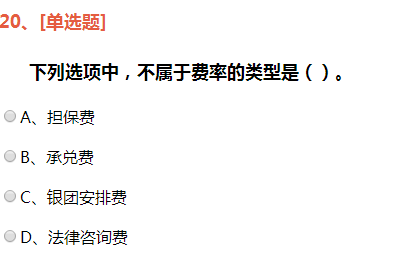 20、[单选题]
下列选项中，不属于费率的类型是（ ）。
A、担保费
B、承兑费
C、银团安排费
D、法律咨询费